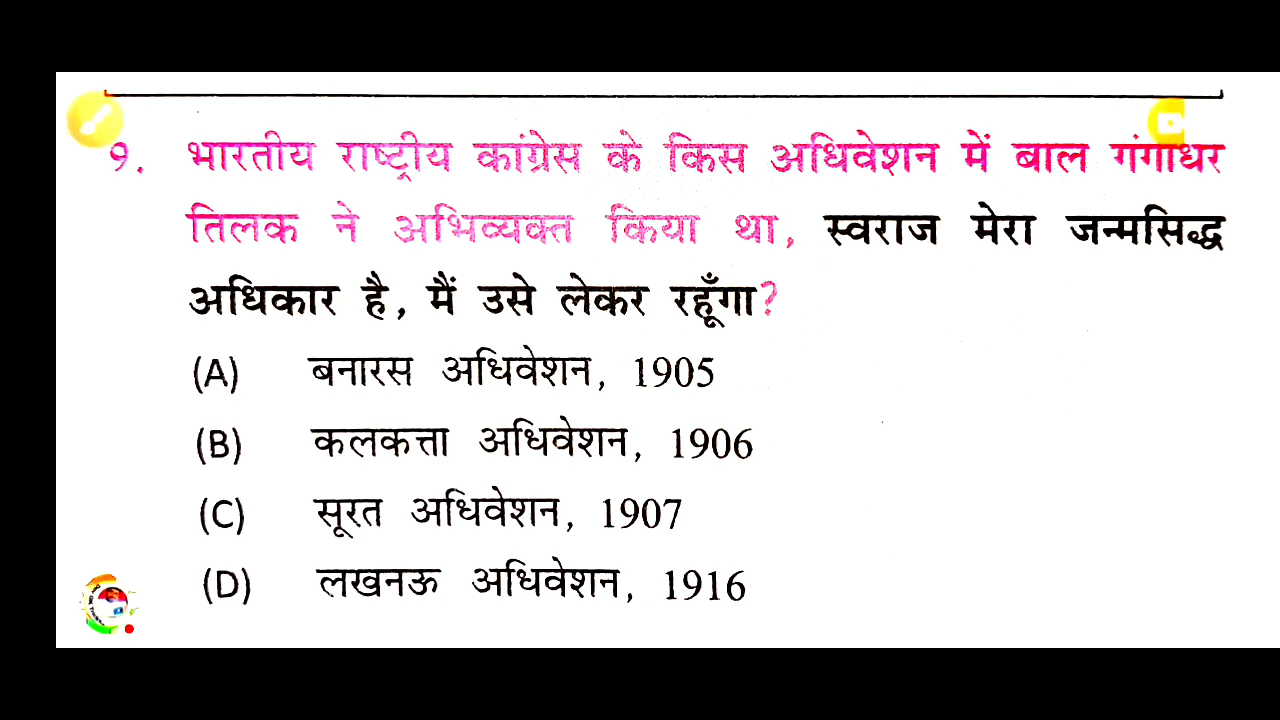 9. भारतीय राष्ट्रीय कांग्रेस के किस अधिवेशन में बाल गंगाधर
तिलक ने अभिव्यक्त किया था, स्वराज मेरा जन्मसिद्ध
अधिकार है, मैं उसे लेकर रहूँगा?
(A) बनारस अधिवेशन, 1905
(B) कलकत्ता अधिवेशन, 1906
(C) सूरत अधिवेशन, 1907
(D) लखनऊ अधिवेशन, 1916